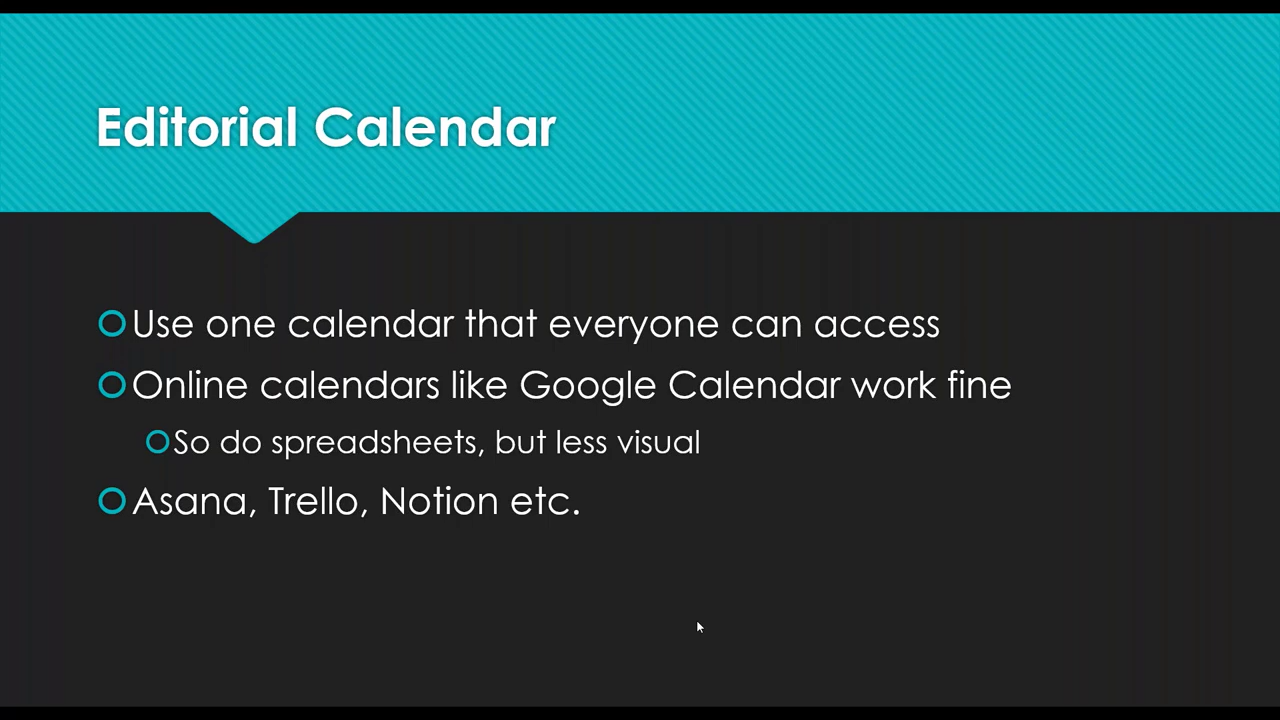 Editorial Calendar
Use one calendar that everyone can access
Online calendars like Google Calendar work fine
So do spreadsheets, but less visual
Asana, Trello, Notion etc.